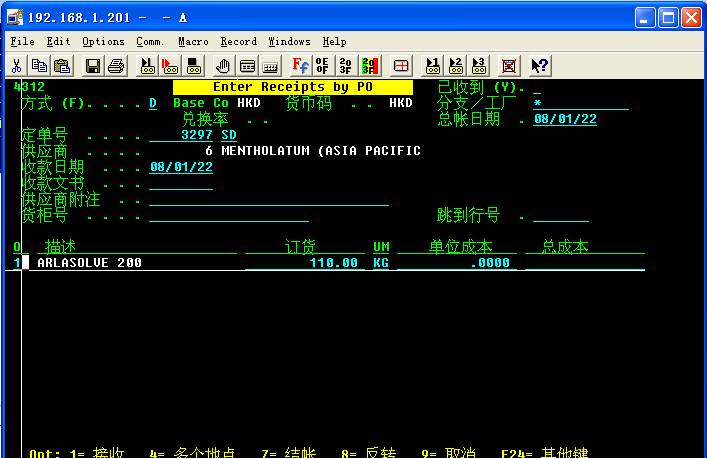 192.168.1.201 - - A
File Edit Options Comm. Macro Record Windows Help
4312 Enter Receipts by PO 已收到 (Y). _
方式 (F). . . . D Base Co HKD 货币码 . . HKD 分支／工厂 *
兑换率 . . 总帐日期 . 08/01/22
定单号 . . . . 3297 SD
供应商 . . . . 6 MENTHOLATUM (ASIA PACIFIC
收款日期 . . . 08/01/22
收款文书 . . .
供应商附注 . .
货柜号 . . . . 跳到行号 .
O 描述 订货 UM 单位成本 总成本
1 ARLASOLVE 200 110.00 KG .0000
Opt: 1= 接收 4= 多个地点 7= 结帐 8= 反转 9= 取消 F24= 其他键